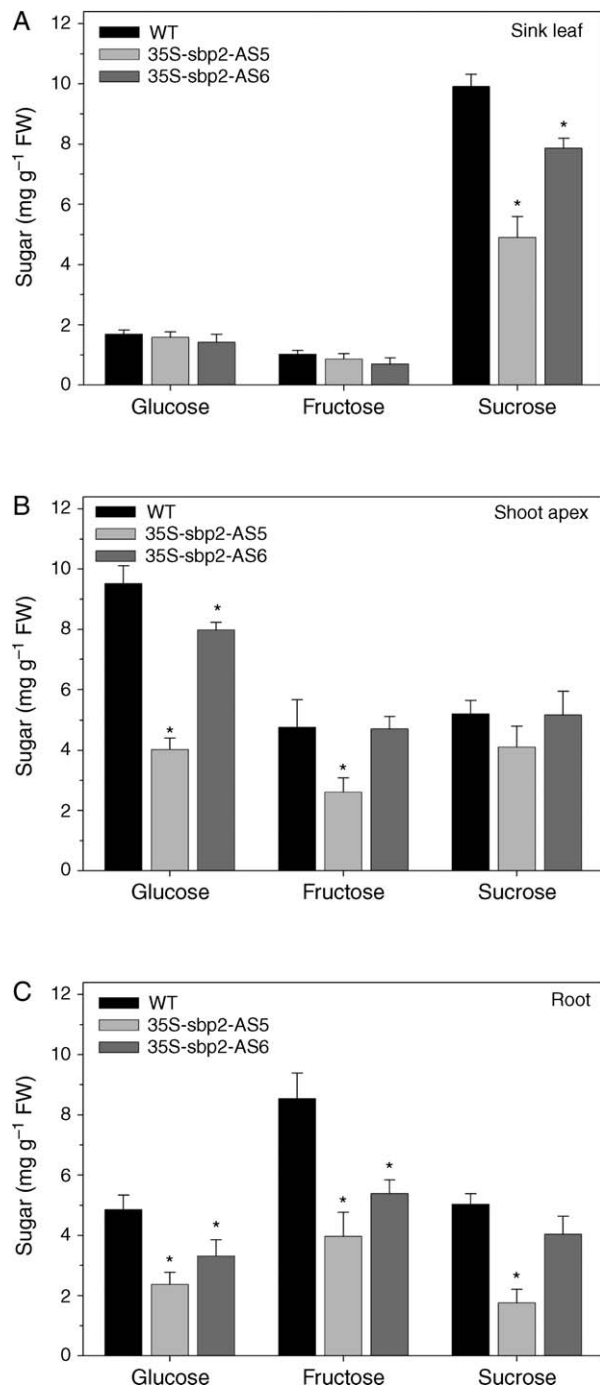 A
Sink leaf
WT
35S-sbp2-AS5
35S-sbp2-AS6
Sugar (mg g⁻¹ FW)
12
10
8
6
4
2
0
* *
Glucose Fructose Sucrose
B
Shoot apex
WT
35S-sbp2-AS5
35S-sbp2-AS6
Sugar (mg g⁻¹ FW)
12
10
8
6
4
2
0
* * *
Glucose Fructose Sucrose
C
Root
WT
35S-sbp2-AS5
35S-sbp2-AS6
Sugar (mg g⁻¹ FW)
12
10
8
6
4
2
0
* * * * *
Glucose Fructose Sucrose